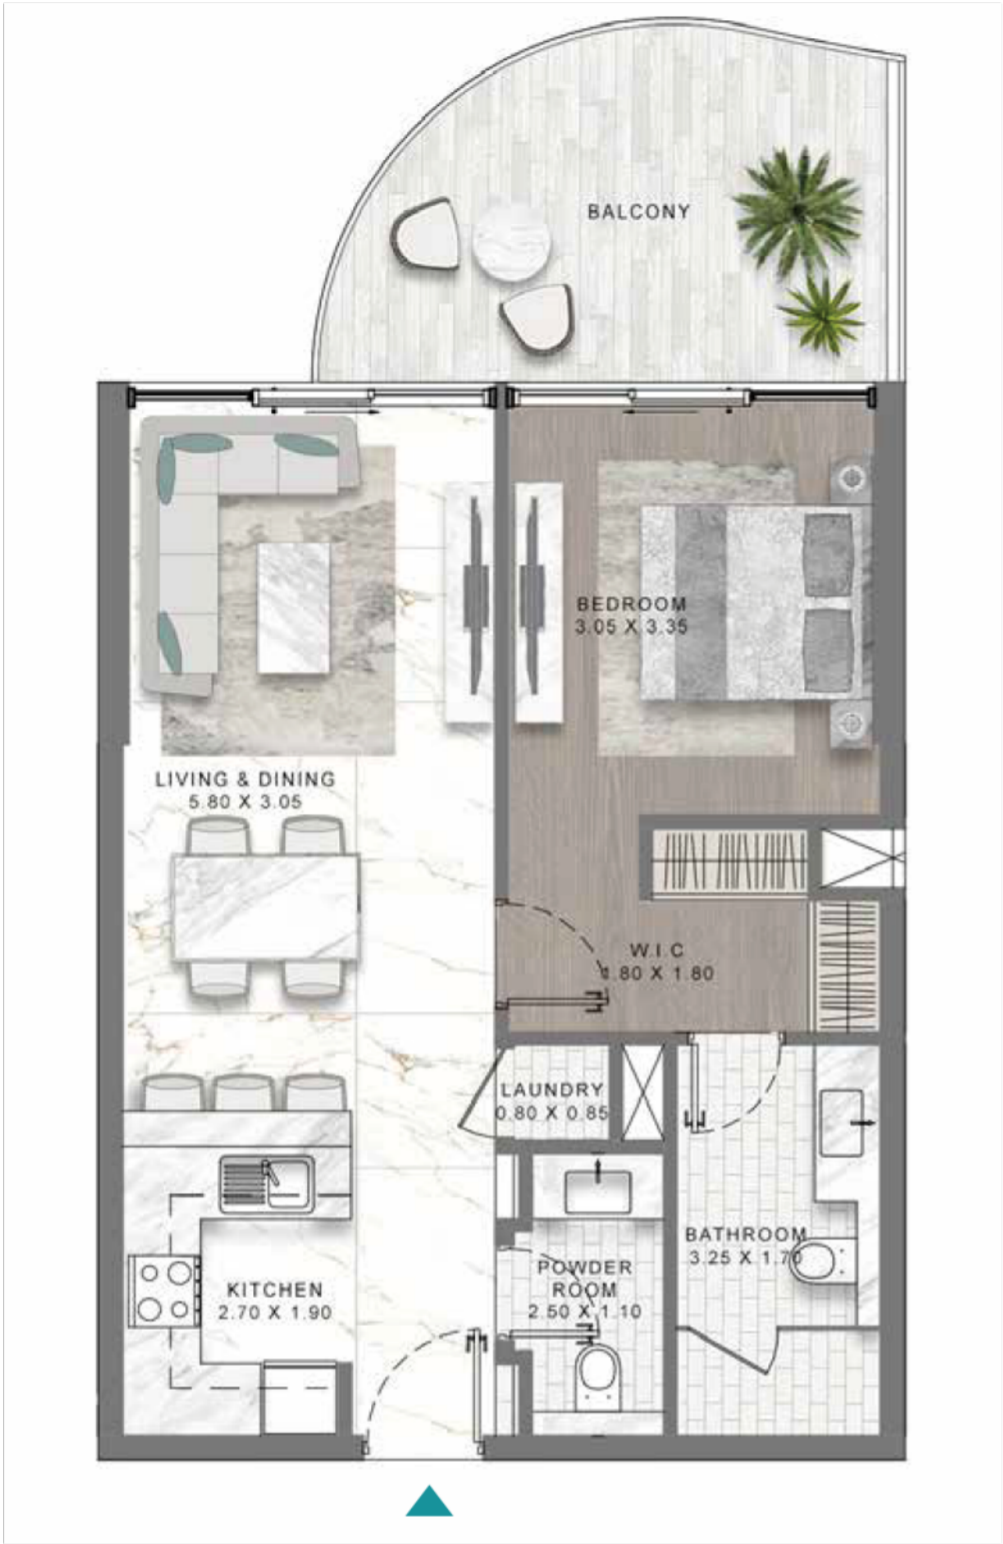 BALCONY
BEDROOM
3.05 X 3.35
LIVING & DINING
5.80 X 3.05
W.I.C
1.80 X 1.80
LAUNDRY
0.80 X 0.85
BATHROOM
3.25 X 1.70
POWDER
ROOM
2.50 X 1.10
KITCHEN
2.70 X 1.90